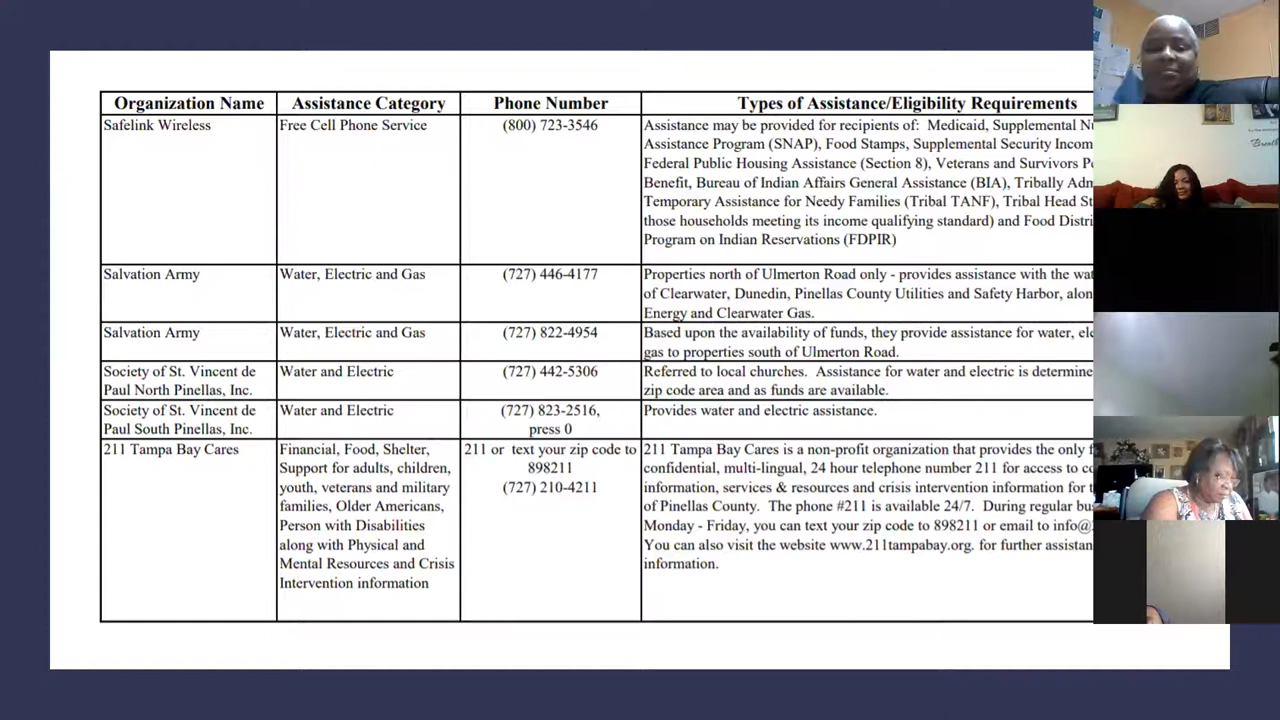 Organization Name Assistance Category Phone Number Types of Assistance/Eligibility Requirements
Safelink Wireless Free Cell Phone Service (800) 723-3546 Assistance may be provided for recipients of: Medicaid, Supplemental
Assistance Program (SNAP), Food Stamps, Supplemental Security
Federal Public Housing Assistance (Section 8), Veterans and Survivors
Benefit, Bureau of Indian Affairs General Assistance (BIA), Tribally
Temporary Assistance for Needy Families (Tribal TANF), Tribal Head
those households meeting its income qualifying standard) and Food
Program on Indian Reservations (FDPIR)
Salvation Army Water, Electric and Gas (727) 446-4177 Properties north of Ulmerton Road only - provides assistance with the
of Clearwater, Dunedin, Pinellas County Utilities and Safety Harbor,
Energy and Clearwater Gas.
Salvation Army Water, Electric and Gas (727) 822-4954 Based upon the availability of funds, they provide assistance for water,
gas to properties south of Ulmerton Road.
Society of St. Vincent de Water and Electric (727) 442-5306 Referred to local churches. Assistance for water and electric is
Paul North Pinellas, Inc. zip code area and as funds are available.
Society of St. Vincent de Water and Electric (727) 823-2516, Provides water and electric assistance.
Paul South Pinellas, Inc. press 0
211 Tampa Bay Cares Financial, Food, Shelter, 211 or text your zip code to 211 Tampa Bay Cares is a non-profit organization that provides the only
Support for adults, children, 898211 confidential, multi-lingual, 24 hour telephone number 211 for access to
youth, veterans and military (727) 210-4211 information, services & resources and crisis intervention information for
families, Older Americans, of Pinellas County. The phone #211 is available 24/7. During regular
Person with Disabilities Monday - Friday, you can text your zip code to 898211 or email to info@
along with Physical and You can also visit the website www.211tampabay.org. for further
Mental Resources and Crisis information.
Intervention information